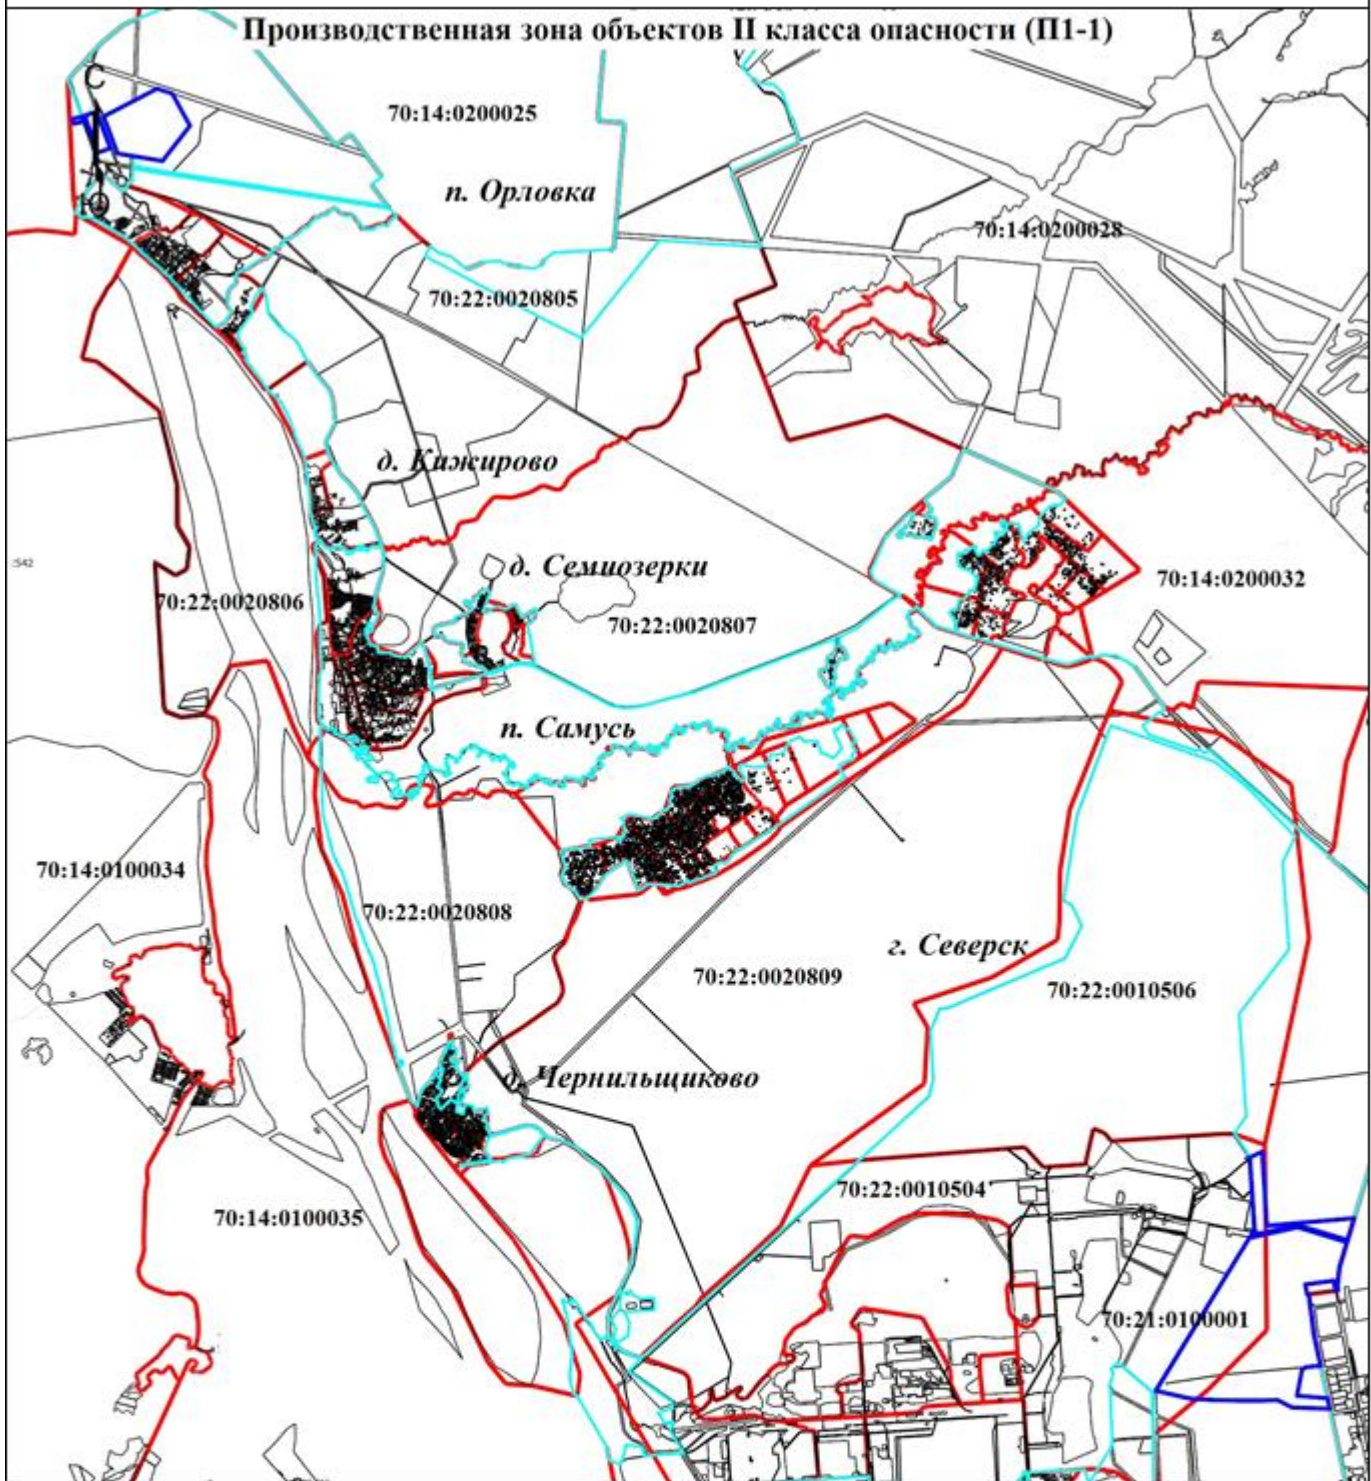 Производственная зона объектов II класса опасности (П1-1)
С
70:14:0200025
п. Орловка
70:14:0200028
70:22:0020805
д. Кижирово
д. Семиозерки
70:14:0200032
:542
70:22:0020806
70:22:0020807
п. Самусь
70:14:0100034
70:22:0020808
г. Северск
70:22:0020809
70:22:0010506
д. Чернильщиково
70:22:0010504
70:14:0100035
70:21:0100001